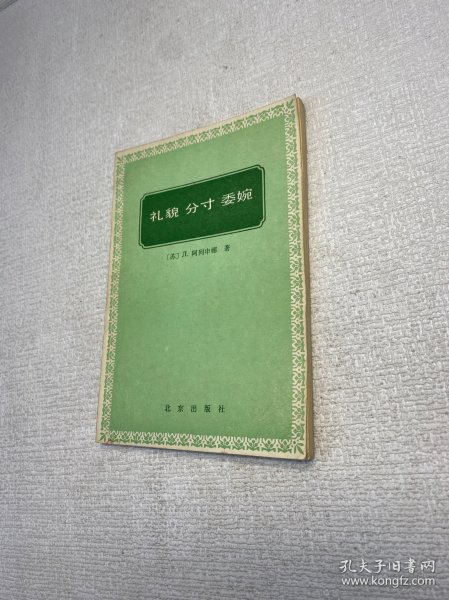 礼貌 分寸 委婉
〔苏〕Л. 阿列申娜 著
北京出版社
孔夫子旧书网
www.kongfz.com